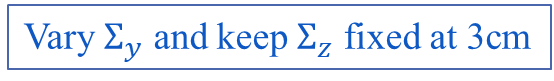 Vary Σ_y and keep Σ_z fixed at 3cm